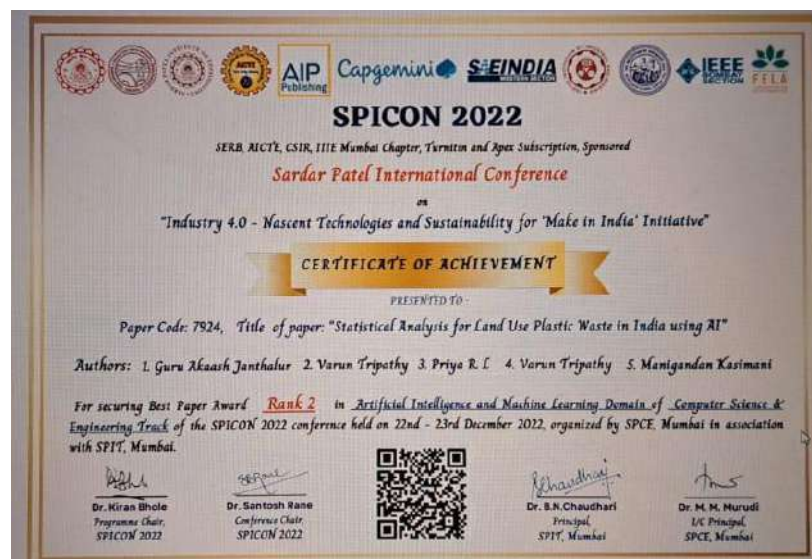 AIP Publishing Capgemini SAEINDIA WESTERN SECTION IEEE BOMBAY SECTION FELA
SPICON 2022
SERB, AICTE, CSIR, IIIE Mumbai Chapter, Turnitin and Apex Subscription, Sponsored
Sardar Patel International Conference
on
"Industry 4.0 - Nascent Technologies and Sustainability for 'Make in India' Initiative"
CERTIFICATE OF ACHIEVEMENT
PRESENTED TO -
Paper Code: 7924, Title of paper: "Statistical Analysis for Land Use Plastic Waste in India using AI"
Authors: 1. Guru Akaash Janthalur 2. Varun Tripathy 3. Priya R. L 4. Varun Tripathy 5. Manigandan Kasimani
For securing Best Paper Award Rank 2 in Artificial Intelligence and Machine Learning Domain of Computer Science &
Engineering Track of the SPICON 2022 conference held on 22nd - 23rd December 2022, organized by SPCE, Mumbai in association
with SPIT, Mumbai.
Dr. Kiran Bhole Dr. Santosh Rane Dr. B.N.Chaudhari Dr. M. M. Murudi
Programme Chair, Conference Chair, Principal, I/C Principal,
SPICON 2022 SPICON 2022 SPIT, Mumbai SPCE, Mumbai